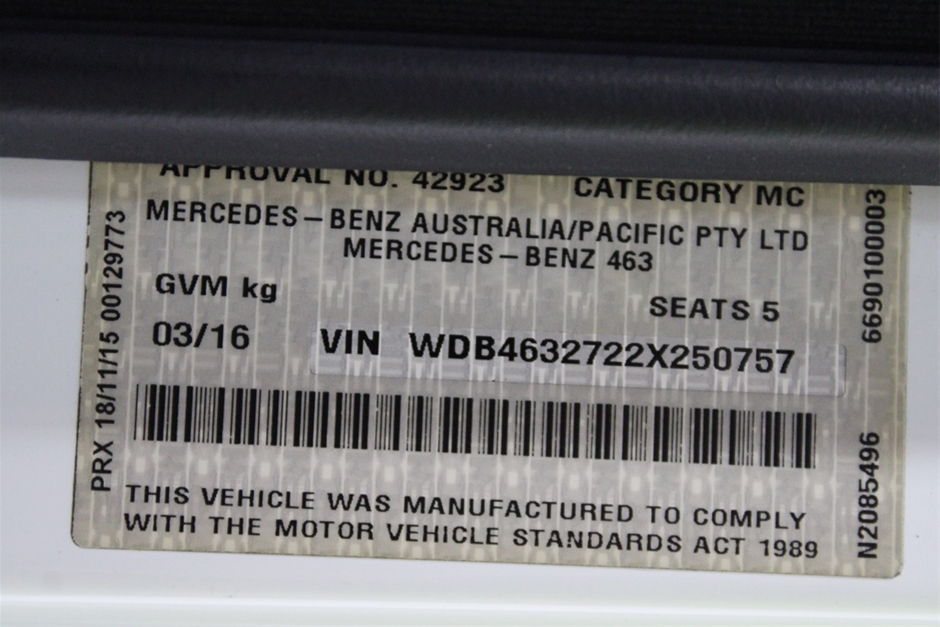 APPROVAL NO. 42923 CATEGORY MC
MERCEDES-BENZ AUSTRALIA/PACIFIC PTY LTD
MERCEDES-BENZ 463
GVM kg SEATS 5
03/16 VIN WDB4632722X250757
THIS VEHICLE WAS MANUFACTURED TO COMPLY
WITH THE MOTOR VEHICLE STANDARDS ACT 1989
PRX 18/11/15 00129773
N2085496 6690100003